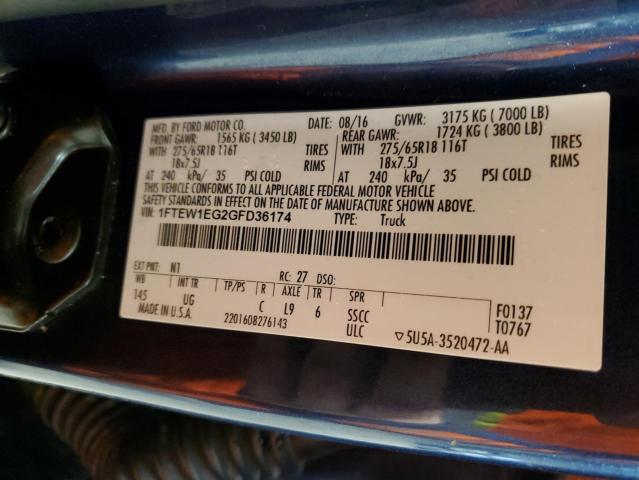 MFD. BY FORD MOTOR CO.
DATE: 08/16 GVWR: 3175 KG ( 7000 LB)
FRONT GAWR: 1565 KG ( 3450 LB)
REAR GAWR: 1724 KG ( 3800 LB)
WITH 275/65R18 116T TIRES
WITH 275/65R18 116T TIRES
18x7.5J RIMS
18x7.5J RIMS
AT 240 kPa/ 35 PSI COLD
AT 240 kPa/ 35 PSI COLD
THIS VEHICLE CONFORMS TO ALL APPLICABLE FEDERAL MOTOR VEHICLE
SAFETY STANDARDS IN EFFECT ON THE DATE OF MANUFACTURE SHOWN ABOVE.
VIN: 1FTEW1EG2GFD36174 TYPE: Truck
EXT PNT: N1 RC: 27 DSO:
WB INT TR TP/PS R AXLE TR SPR
145 UG C L9 6 SSCC F0137
MADE IN U.S.A. 2201608276143 ULC T0767
▽5U5A-3520472-AA